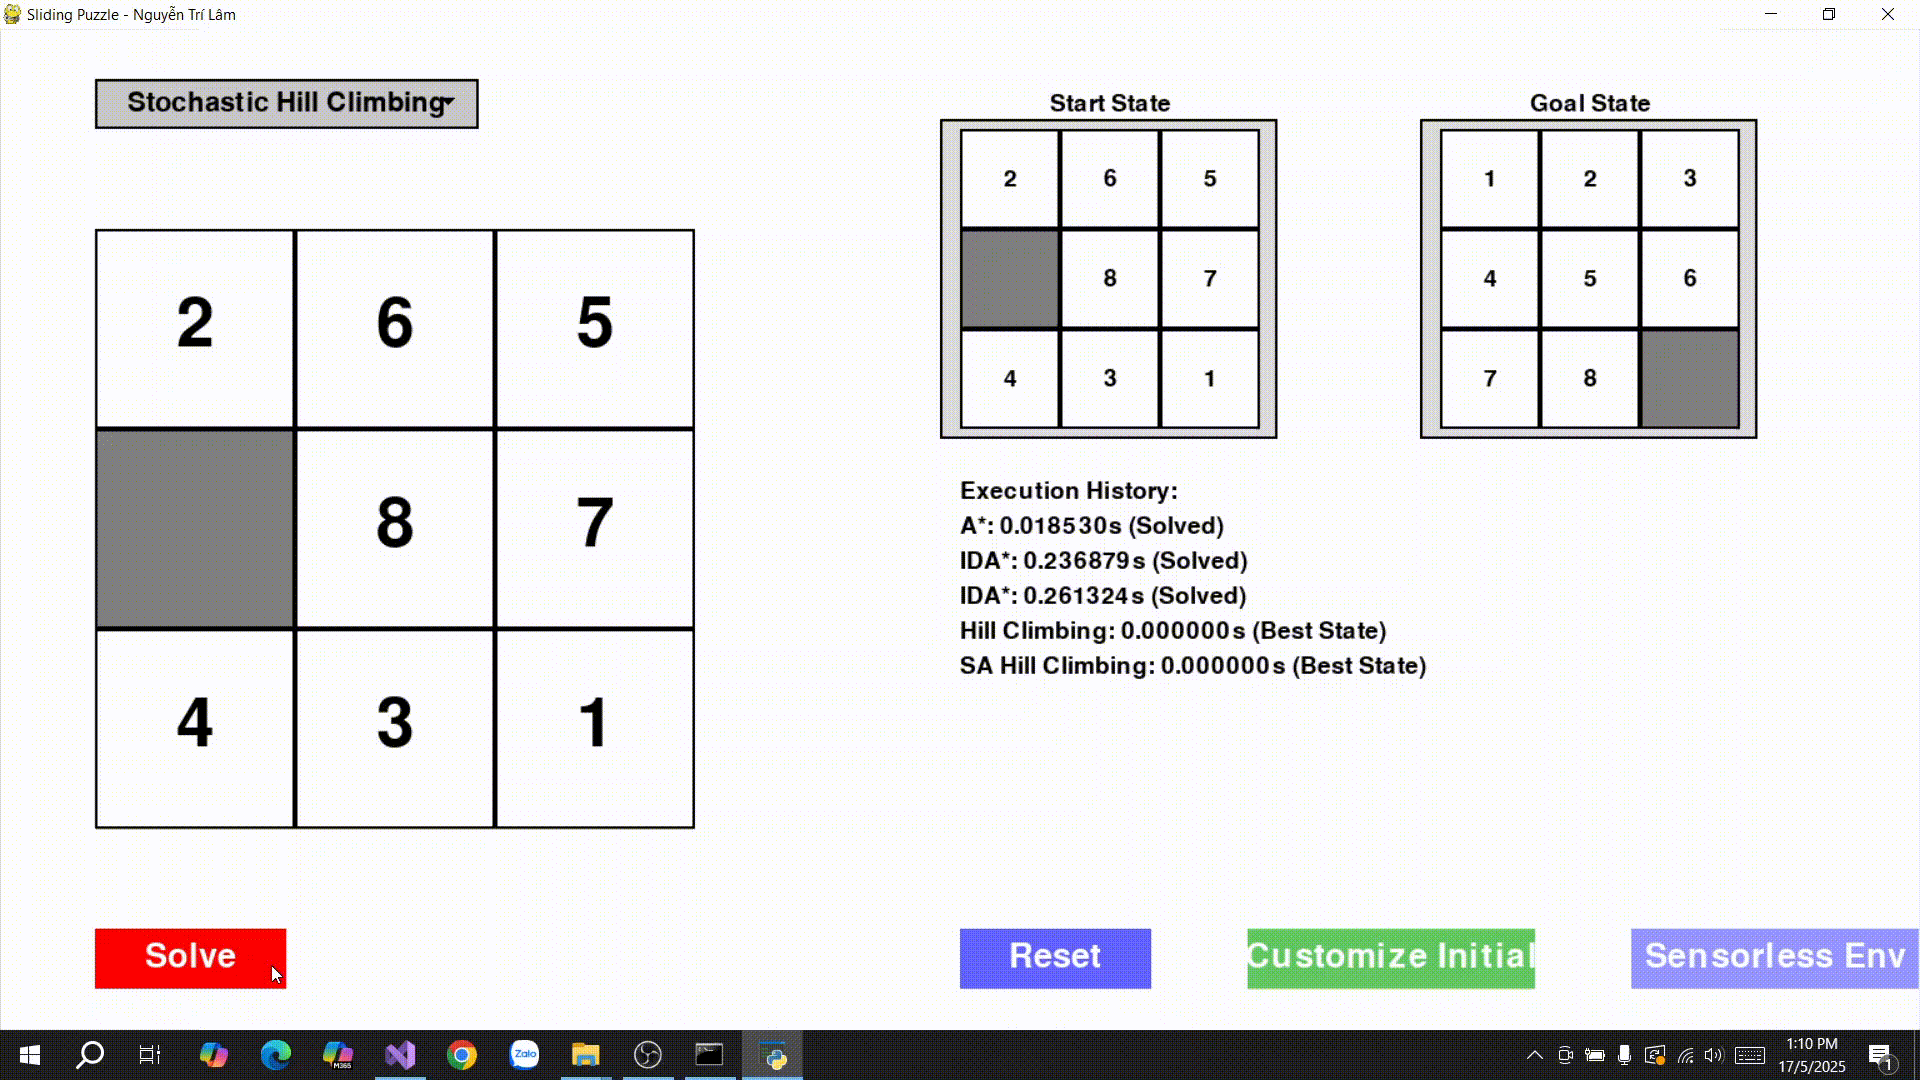 Sliding Puzzle - Nguyễn Trí Lâm
Stochastic Hill Climbing
Start State
Goal State
2 6 5
8 7
4 3 1
2 6 5
8 7
4 3 1
1 2 3
4 5 6
7 8
Execution History:
A*: 0.018530s (Solved)
IDA*: 0.236879s (Solved)
IDA*: 0.261324s (Solved)
Hill Climbing: 0.000000s (Best State)
SA Hill Climbing: 0.000000s (Best State)
Solve
Reset
Customize Initial
Sensorless Env
M365
Zalo
1:10 PM
17/5/2025
1